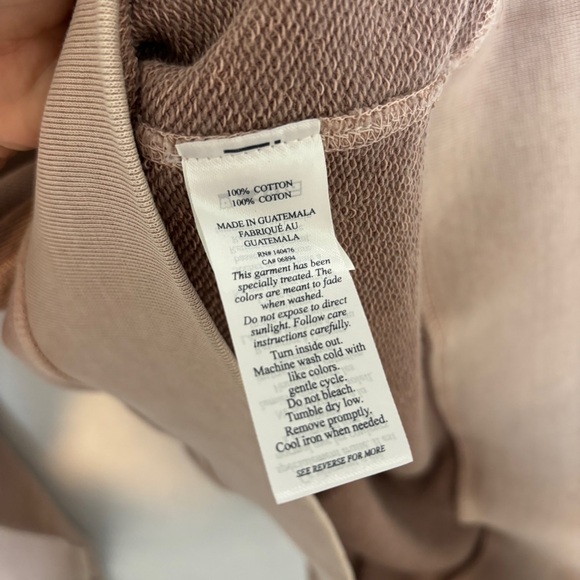 100% COTTON
100% COTON
MADE IN GUATEMALA
FABRIQUÉ AU
GUATEMALA
RN# 140476
CA# 06894
This garment has been
specially treated. The
colors are meant to fade
when washed.
Do not expose to direct
sunlight. Follow care
instructions carefully.
Turn inside out.
Machine wash cold with
like colors.
gentle cycle.
Do not bleach.
Tumble dry low.
Remove promptly.
Cool iron when needed.
SEE REVERSE FOR MORE